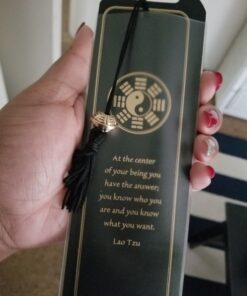 At the center
of your being you
have the answer;
you know who you
are and you know
what you want.
Lao Tzu